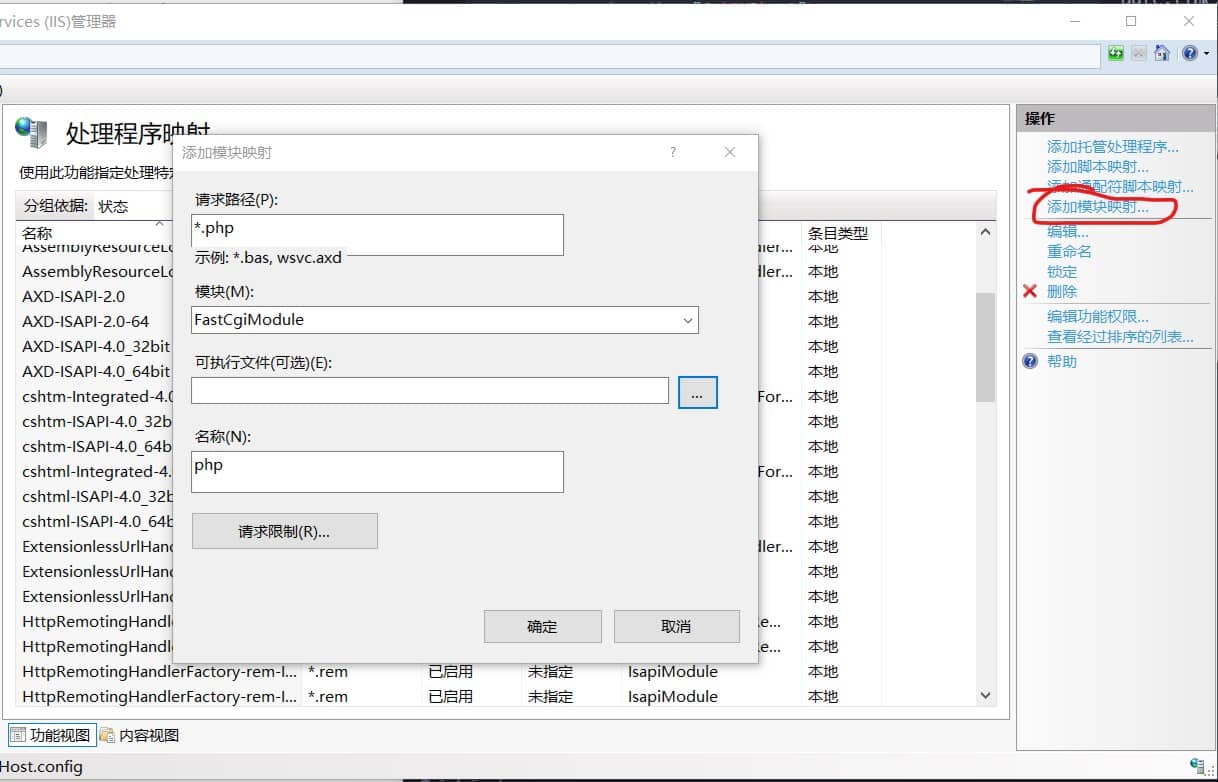 rvices (IIS)管理器
)
处理程序映射
使用此功能指定处理特定
分组依据: 状态
名称
条目类型
AssemblyResourceLo
ler... 本地
AssemblyResourceLo
ller... 本地
AXD-ISAPI-2.0
本地
AXD-ISAPI-2.0-64
本地
AXD-ISAPI-4.0_32bit
本地
AXD-ISAPI-4.0_64bit
本地
cshtm-Integrated-4.0
For... 本地
cshtm-ISAPI-4.0_32b
本地
cshtm-ISAPI-4.0_64b
本地
cshtml-Integrated-4.
For... 本地
cshtml-ISAPI-4.0_32b
本地
cshtml-ISAPI-4.0_64b
本地
ExtensionlessUrlHand
ller... 本地
ExtensionlessUrlHand
本地
ExtensionlessUrlHand
本地
HttpRemotingHandle
e... 本地
HttpRemotingHandle
e... 本地
HttpRemotingHandlerFactory-rem-I... *.rem 已启用 未指定 IsapiModule 本地
HttpRemotingHandlerFactory-rem-I... *.rem 已启用 未指定 IsapiModule 本地
添加模块映射
?
请求路径(P):
*.php
示例: *.bas, wsvc.axd
模块(M):
FastCgiModule
可执行文件(可选)(E):
...
名称(N):
php
请求限制(R)...
确定 取消
操作
添加托管处理程序...
添加脚本映射...
添加通配符脚本映射...
添加模块映射...
编辑...
重命名
锁定
删除
编辑功能权限...
查看经过排序的列表...
帮助
功能视图 内容视图
Host.config